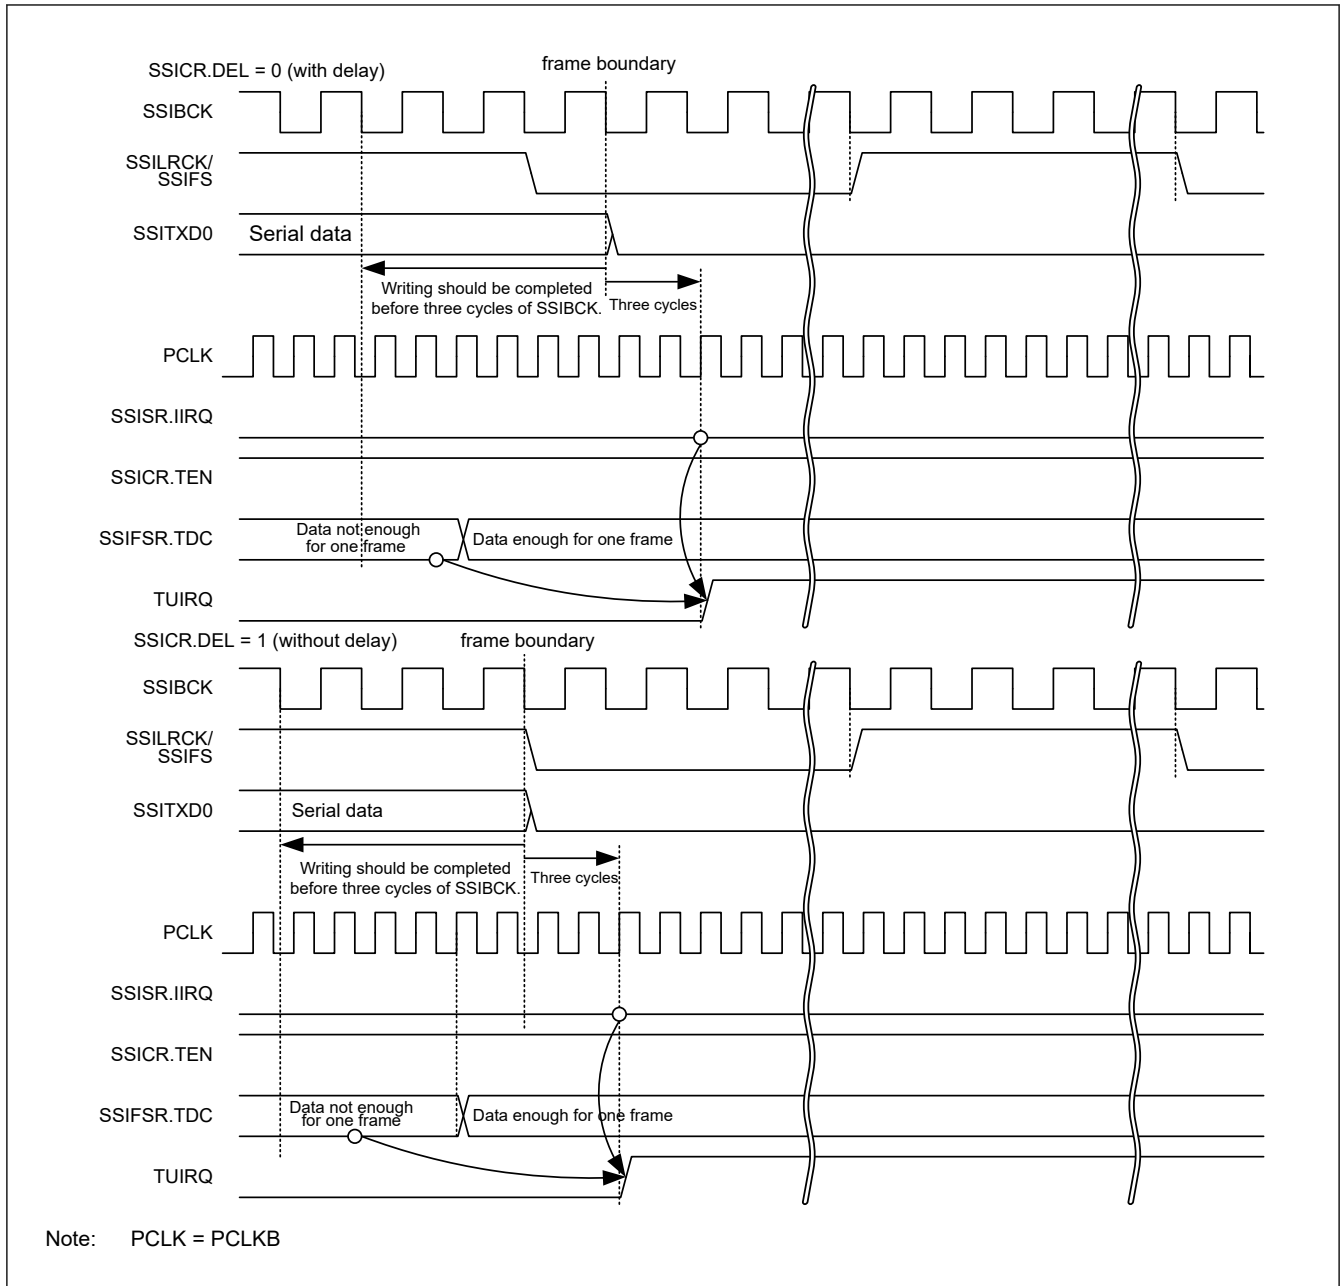 SSICR.DEL = 0 (with delay)
frame boundary
SSIBCK
SSILRCK/
SSIFS
SSITXD0
Serial data
Writing should be completed
before three cycles of SSIBCK.
Three cycles
PCLK
SSISR.IIRQ
SSICR.TEN
SSIFSR.TDC
Data not enough
for one frame
Data enough for one frame
TUIRQ
SSICR.DEL = 1 (without delay)
frame boundary
SSIBCK
SSILRCK/
SSIFS
SSITXD0
Serial data
Writing should be completed
before three cycles of SSIBCK.
Three cycles
PCLK
SSISR.IIRQ
SSICR.TEN
SSIFSR.TDC
Data not enough
for one frame
Data enough for one frame
TUIRQ
Note: PCLK = PCLKB